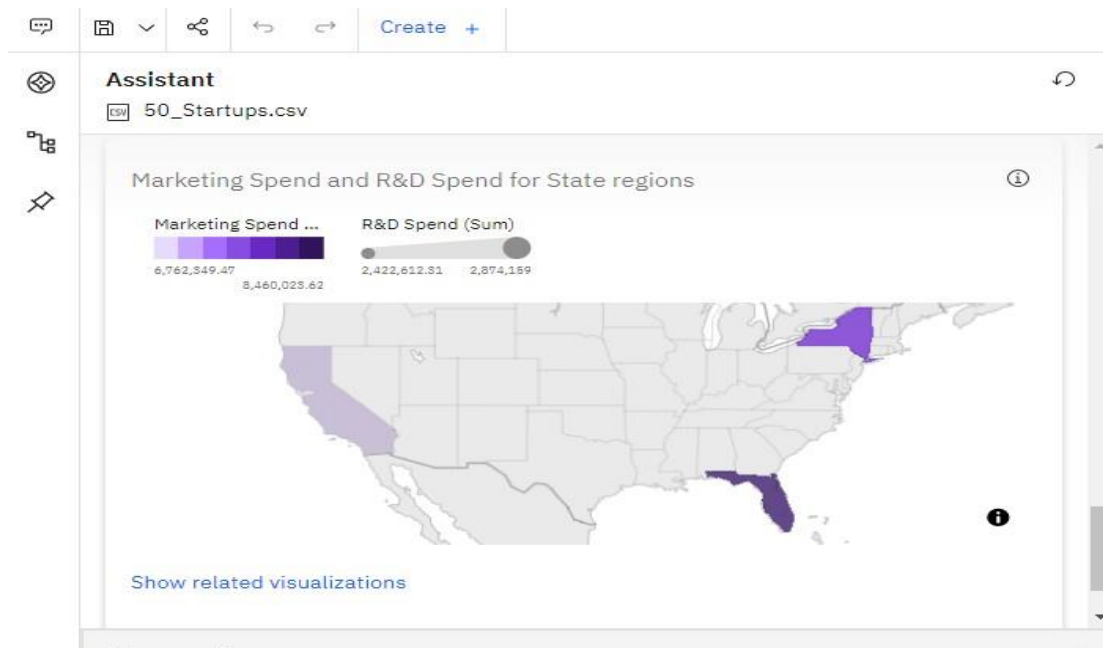 Create +
Assistant
CSV 50_Startups.csv
Marketing Spend and R&D Spend for State regions
Marketing Spend ... R&D Spend (Sum)
6,762,349.47 2,422,612.31 2,874,159
8,460,023.62
Show related visualizations